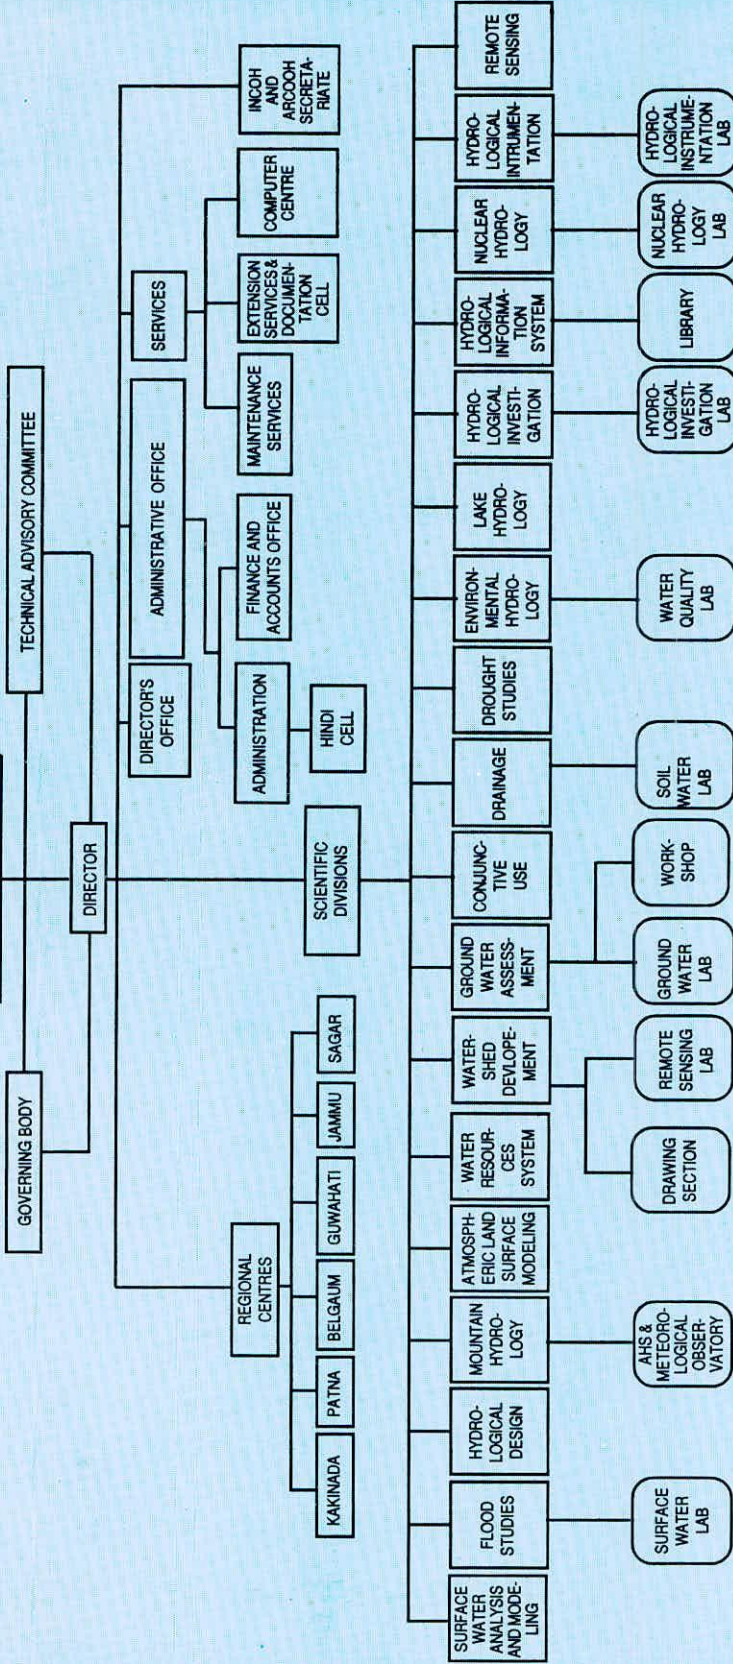 GOVERNING BODY
TECHNICAL ADVISORY COMMITTEE
DIRECTOR
REGIONAL
CENTRES
KAKINADA
PATNA
BELGAUM
GUWAHATI
JAMMU
SAGAR
SCIENTIFIC
DIVISIONS
DIRECTOR'S
OFFICE
ADMINISTRATIVE OFFICE
ADMINISTRATION
HINDI
CELL
FINANCE AND
ACCOUNTS OFFICE
SERVICES
MAINTENANCE
SERVICES
EXTENSION
SERVICES &
DOCUMEN-
TATION
CELL
COMPUTER
CENTRE
INCOH
AND
ARCOOH
SECRETA-
RIATE
SURFACE
WATER
ANALYSIS
AND MODE-
LING
FLOOD
STUDIES
HYDRO-
LOGICAL
DESIGN
MOUNTAIN
HYDRO-
LOGY
ATMOSPH-
ERIC LAND
SURFACE
MODELING
WATER
RESOUR-
CES
SYSTEM
WATER-
SHED
DEVLOPE-
MENT
GROUND
WATER
ASSESS-
MENT
CONJUNC-
TIVE
USE
DRAINAGE
DROUGHT
STUDIES
ENVIRON-
MENTAL
HYDRO-
LOGY
LAKE
HYDRO-
LOGY
HYDRO-
LOGICAL
INVESTI-
GATION
HYDRO-
LOGICAL
INFORMA-
TION
SYSTEM
NUCLEAR
HYDRO-
LOGY
HYDRO-
LOGICAL
INTRUMEN-
TATION
REMOTE
SENSING
SURFACE
WATER
LAB
AHS &
METEORO-
LOGICAL
OBSER-
VATORY
DRAWING
SECTION
REMOTE
SENSING
LAB
GROUND
WATER
LAB
WORK-
SHOP
SOIL
WATER
LAB
WATER
QUALITY
LAB
HYDRO-
LOGICAL
INVESTI-
GATION
LAB
LIBRARY
NUCLEAR
HYDRO-
LOGY
LAB
HYDRO-
LOGICAL
INSTRUME-
NTATION
LAB